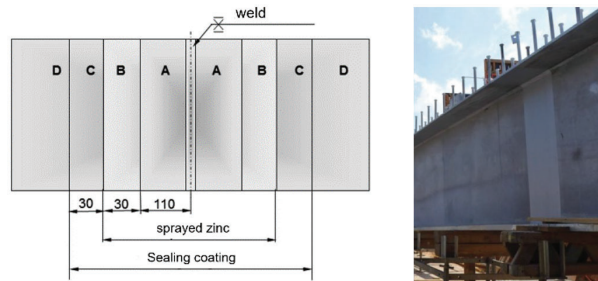 weld
D C B A A B C D
30 30 110
sprayed zinc
Sealing coating